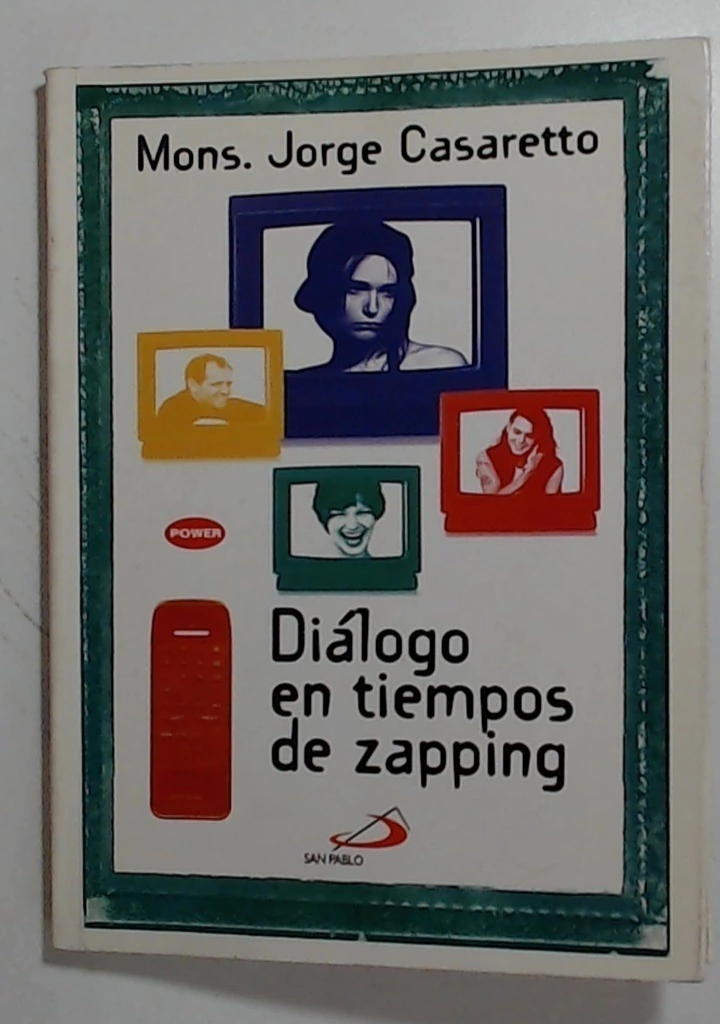 Mons. Jorge Casaretto
POWER
Diálogo
en tiempos
de zapping
SAN PABLO